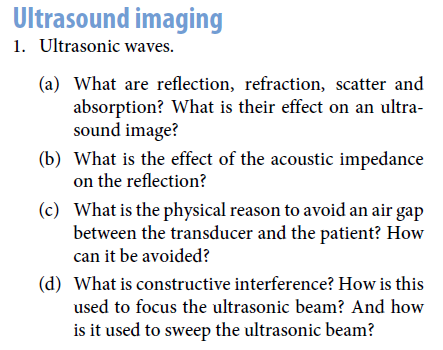 Ultrasound imaging
1. Ultrasonic waves.
(a) What are reflection, refraction, scatter and
absorption? What is their effect on an ultra-
sound image?
(b) What is the effect of the acoustic impedance
on the reflection?
(c) What is the physical reason to avoid an air gap
between the transducer and the patient? How
can it be avoided?
(d) What is constructive interference? How is this
used to focus the ultrasonic beam? And how
is it used to sweep the ultrasonic beam?